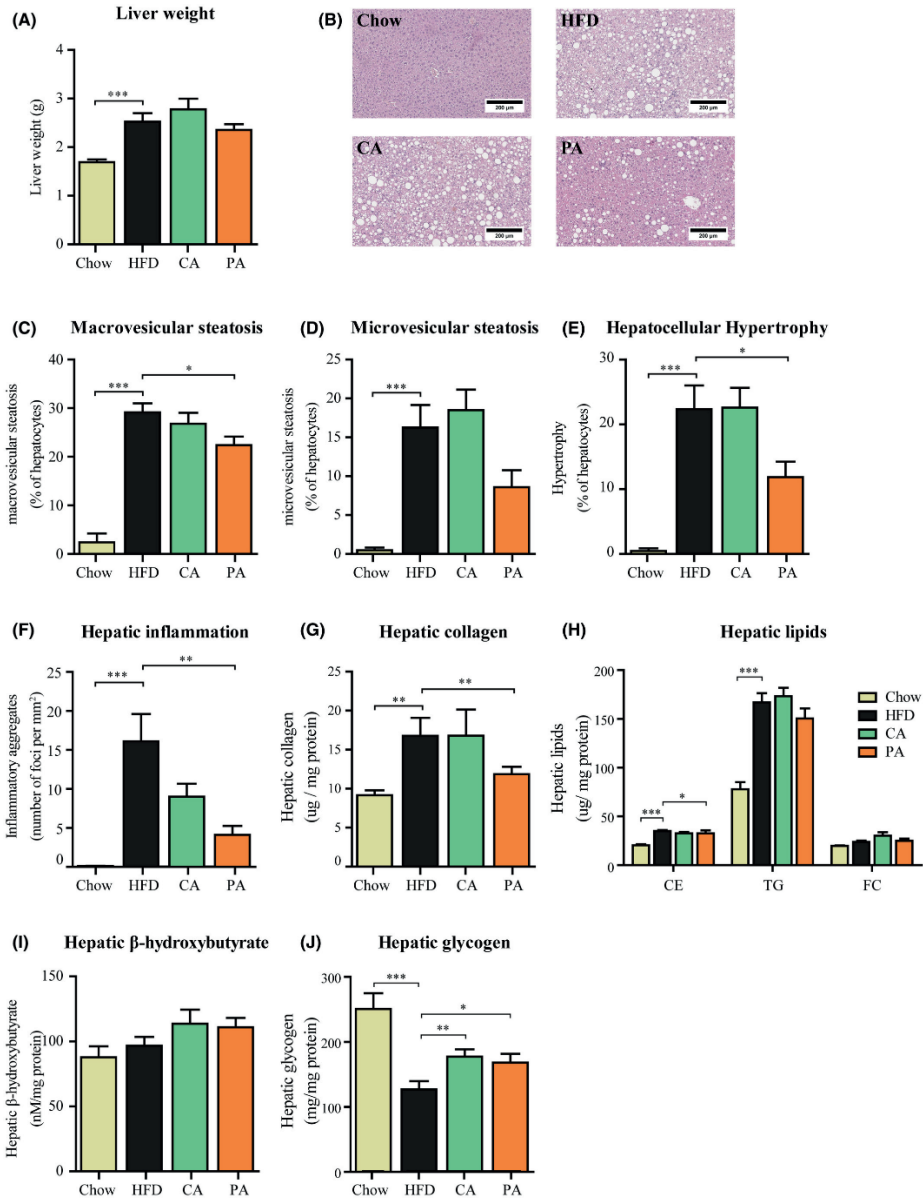 (A) Liver weight
Liver weight (g)
4
3
2
1
0
***
Chow HFD CA PA
(B)
Chow
200 µm
HFD
200 µm
CA
200 µm
PA
200 µm
(C) Macrovesicular steatosis
macrovesicular steatosis
(% of hepatocytes)
40
30
20
10
0
***
*
Chow HFD CA PA
(D) Microvesicular steatosis
microvesicular steatosis
(% of hepatocytes)
25
20
15
10
5
0
***
Chow HFD CA PA
(E) Hepatocellular Hypertrophy
Hypertrophy
(% of hepatocytes)
30
20
10
0
***
*
Chow HFD CA PA
(F) Hepatic inflammation
Inflammatory aggregates
(number of foci per mm²)
25
20
15
10
5
0
***
**
Chow HFD CA PA
(G) Hepatic collagen
Hepatic collagen
(ug/ mg protein)
25
20
15
10
5
0
**
**
Chow HFD CA PA
(H) Hepatic lipids
Hepatic lipids
(ug/ mg protein)
200
150
100
50
0
***
*
***
CE TG FC
Chow
HFD
CA
PA
(I) Hepatic β-hydroxybutyrate
Hepatic β-hydroxybutyrate
(nM/mg protein)
150
100
50
0
Chow HFD CA PA
(J) Hepatic glycogen
Hepatic glycogen
(mg/mg protein)
300
200
100
0
***
*
**
Chow HFD CA PA